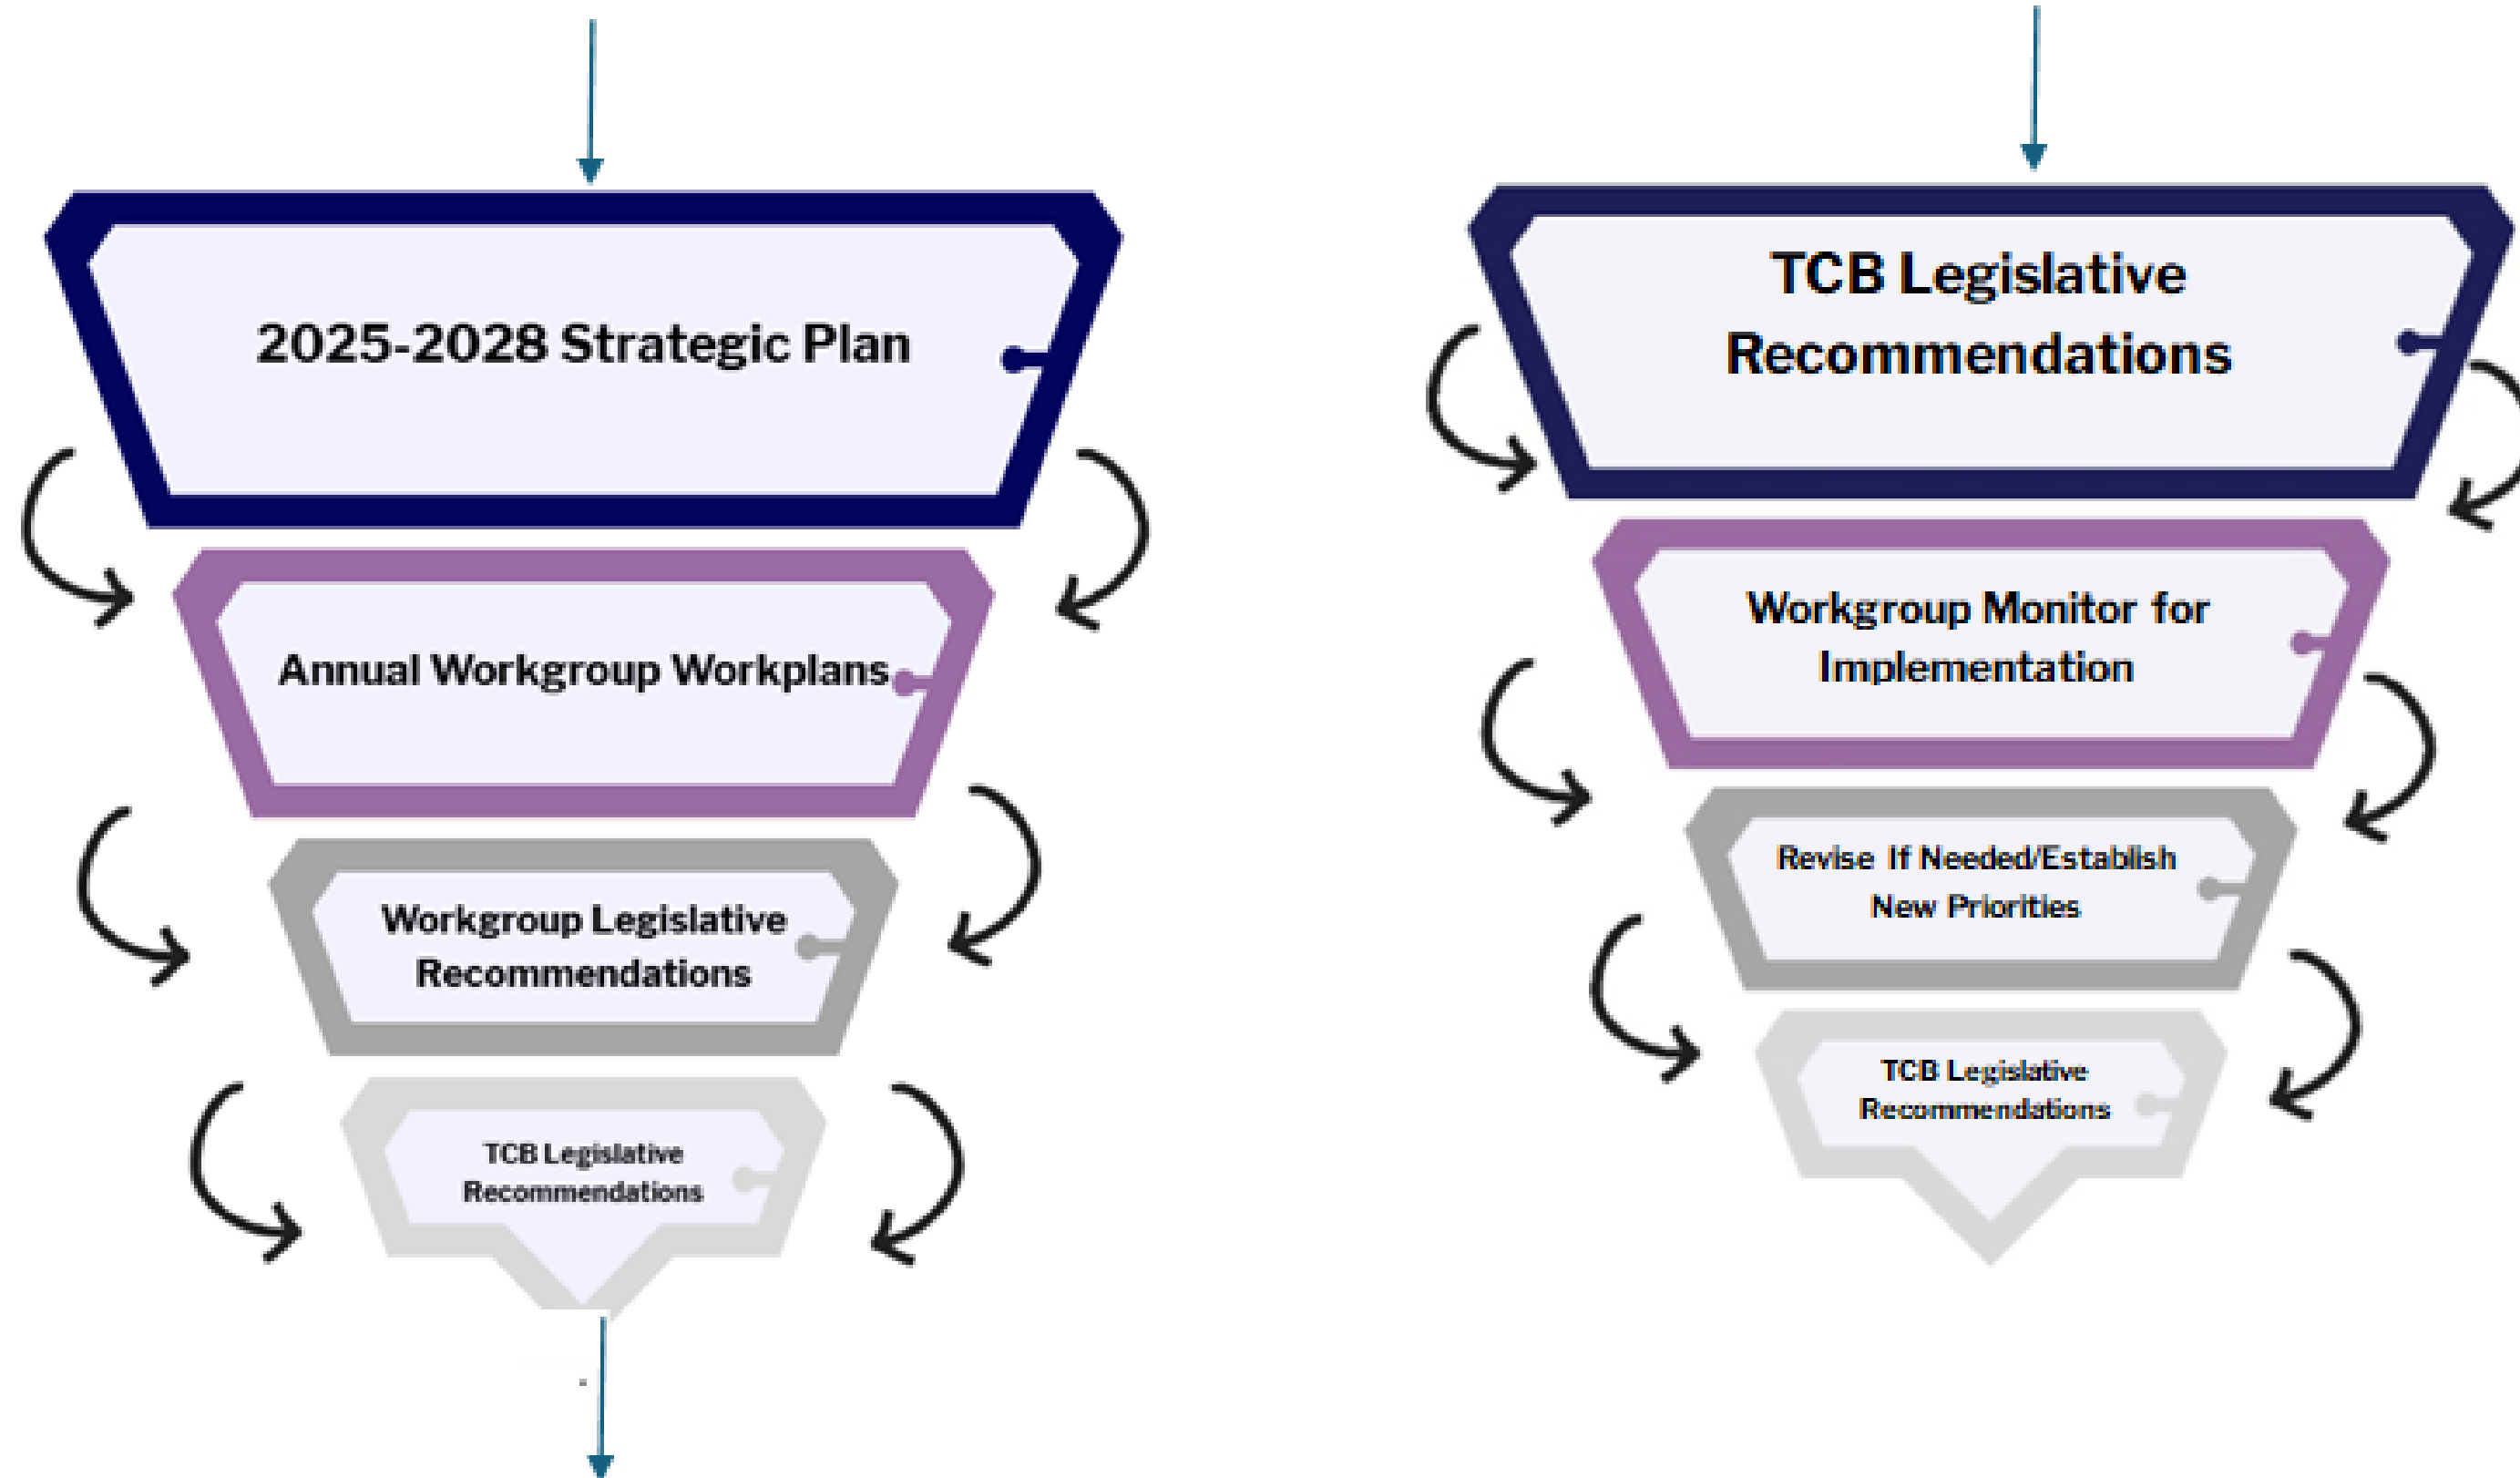 2025-2028 Strategic Plan
Annual Workgroup Workplans
Workgroup Legislative
Recommendations
TCB Legislative
Recommendations
TCB Legislative
Recommendations
Workgroup Monitor for
Implementation
Revise If Needed/Establish
New Priorities
TCB Legislative
Recommendations